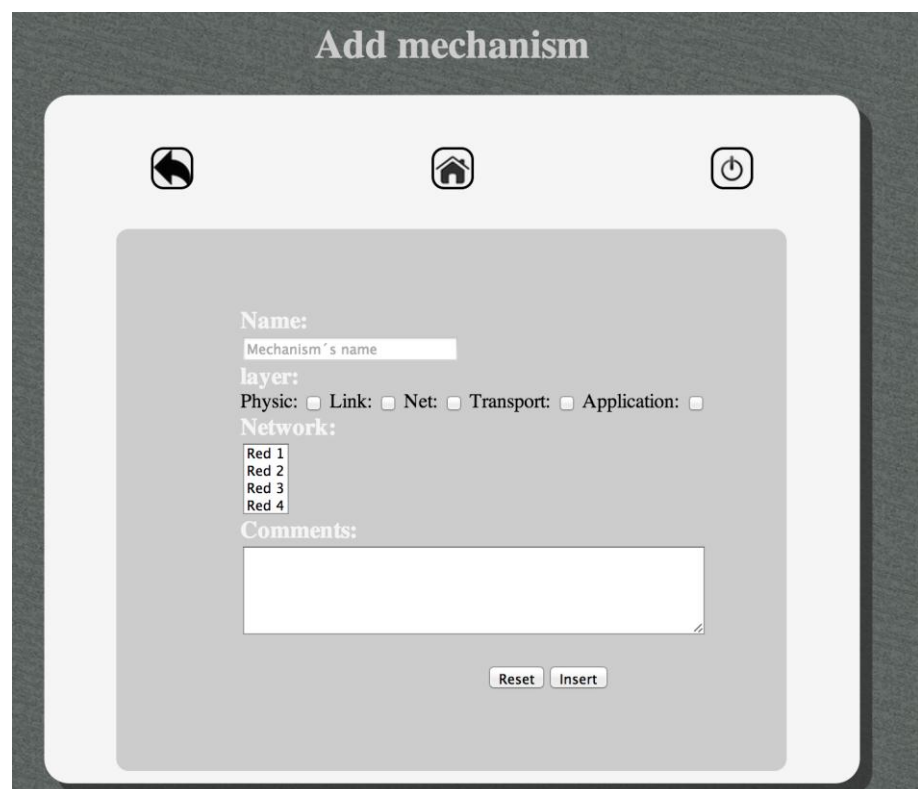 Add mechanism
Name:
Mechanism´s name
layer:
Physic: Link: Net: Transport: Application:
Network:
Red 1
Red 2
Red 3
Red 4
Comments:
Reset Insert